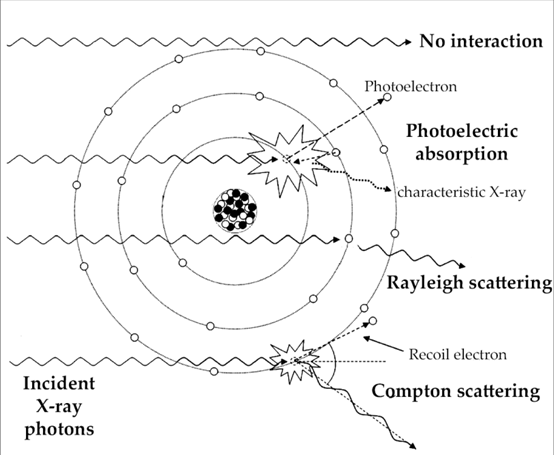 No interaction
Photoelectron
Photoelectric
absorption
characteristic X-ray
Rayleigh scattering
Recoil electron
Compton scattering
Incident
X-ray
photons